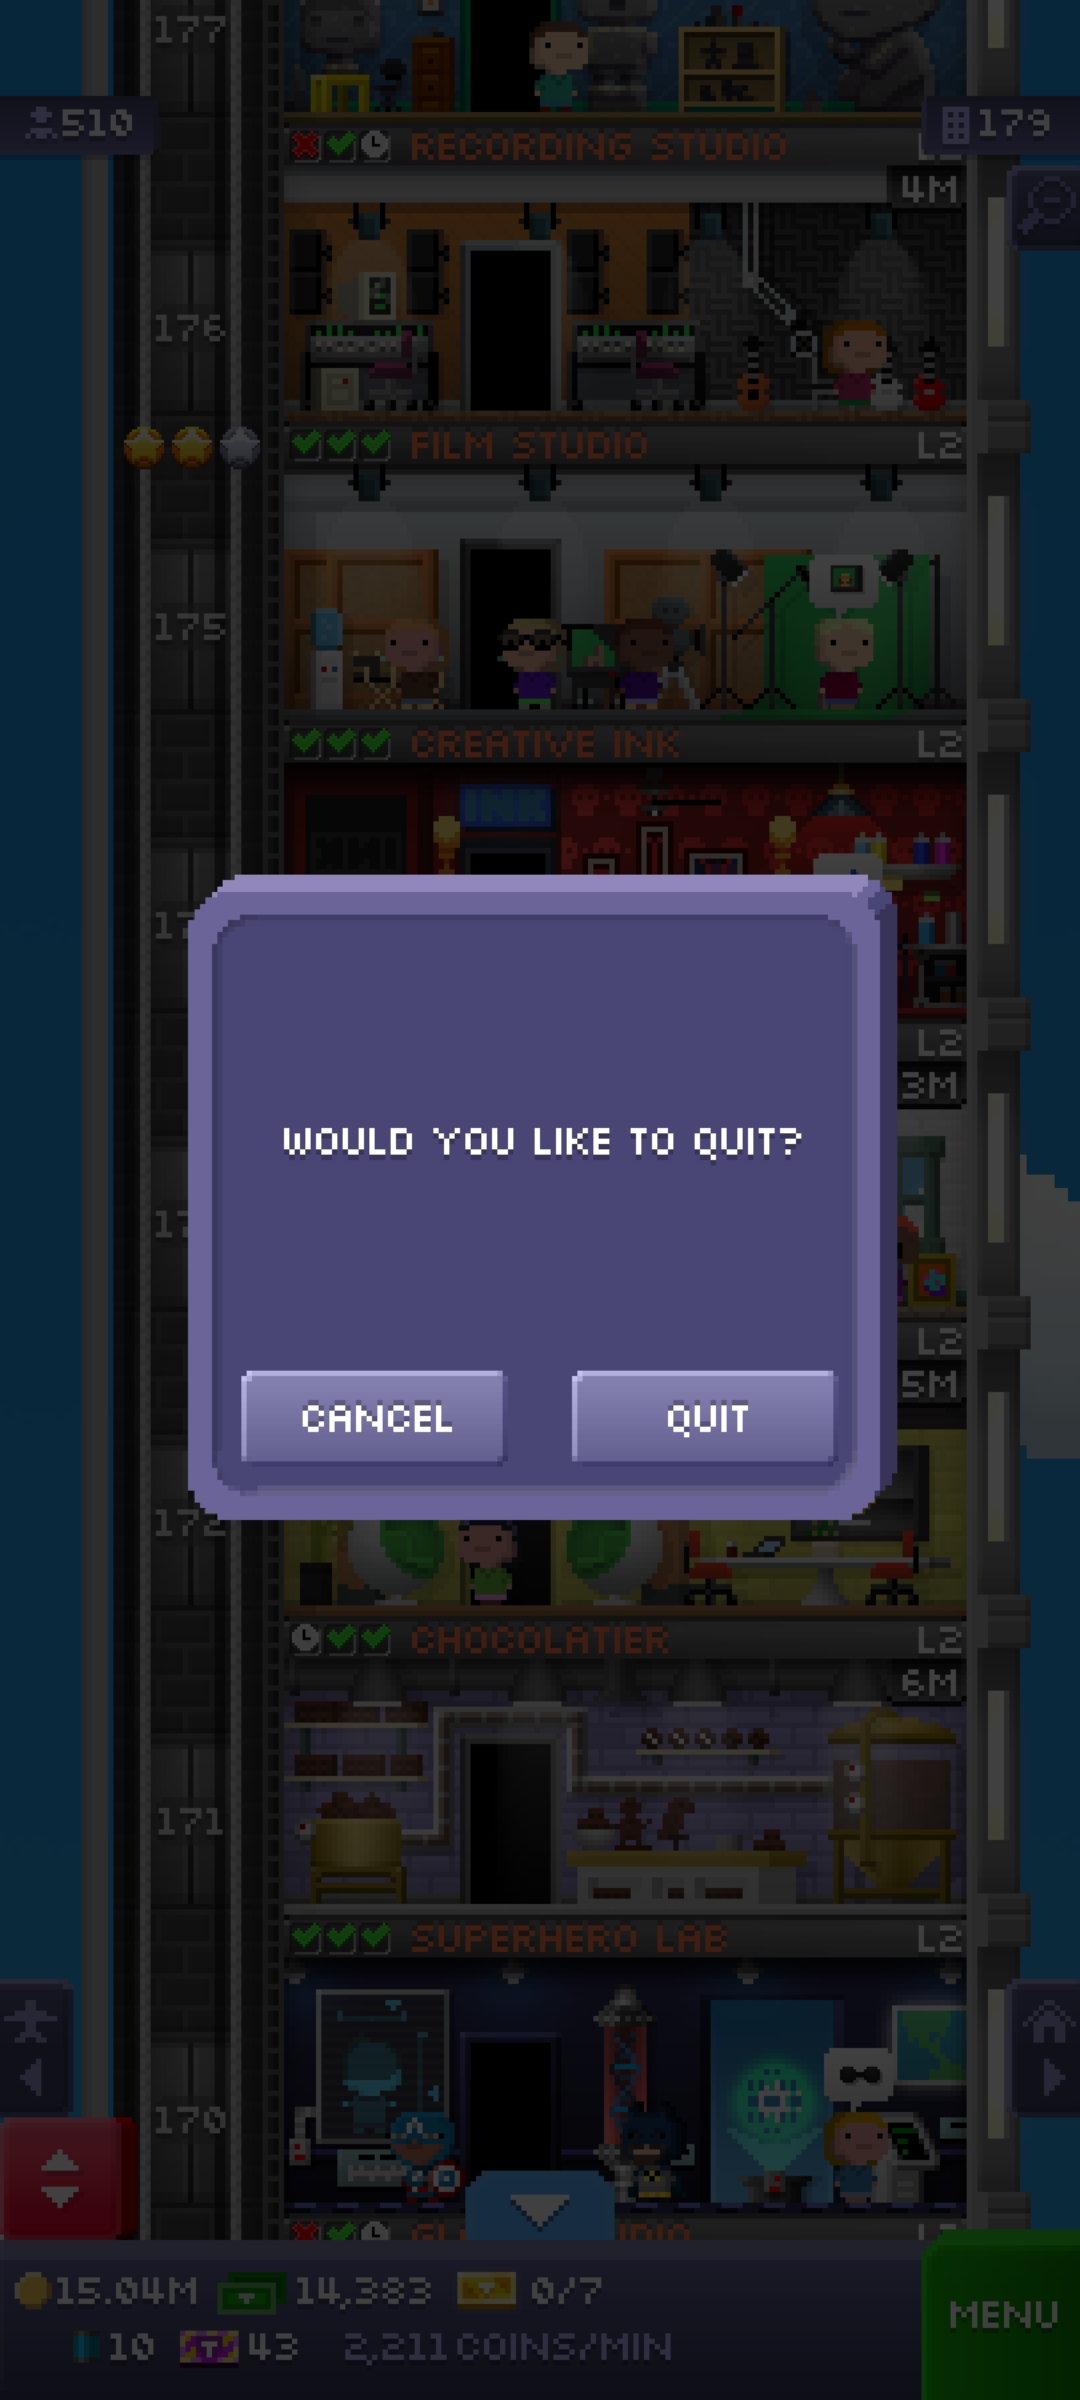 177
510
179
RECORDING STUDIO
4M
176
FILM STUDIO L2
175
CREATIVE INK L2
INK
L2
3M
WOULD YOU LIKE TO QUIT?
L2
5M
CANCEL QUIT
172
CHOCOLATIER L2
6M
171
SUPERHERO LAB L2
170
15.04M 14,383 0/7
MENU
10 T 43 2,211 COINS/MIN